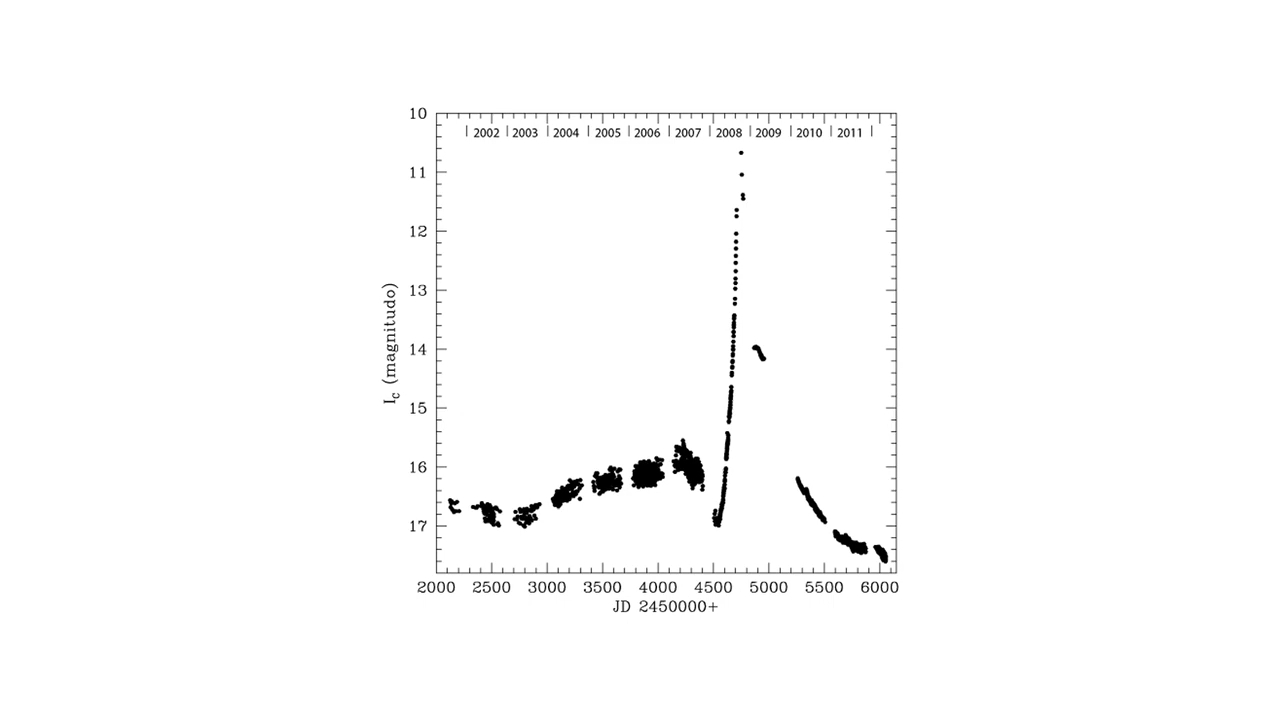 10
| 2002 | 2003 | 2004 | 2005 | 2006 | 2007 | 2008 | 2009 | 2010 | 2011 |
11
12
13
14
15
16
17
I_C (magnitudo)
2000 2500 3000 3500 4000 4500 5000 5500 6000
JD 2450000+